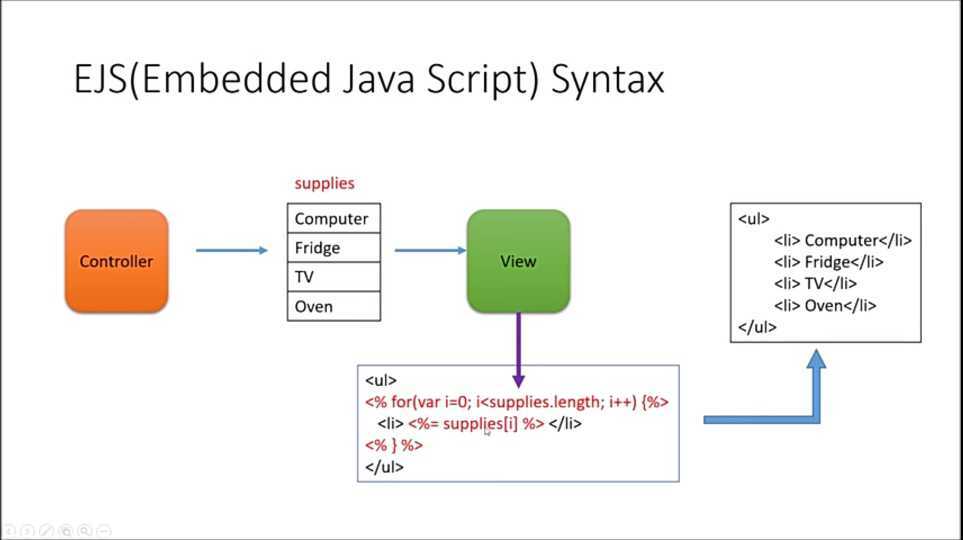 EJS(Embedded Java Script) Syntax
supplies
Controller
Computer
Fridge
TV
Oven
View
<ul>
<% for(var i=0; i<supplies.length; i++) {%>
<li> <%= supplies[i] %> </li>
<% } %>
</ul>
<ul>
<li> Computer</li>
<li> Fridge</li>
<li> TV</li>
<li> Oven</li>
</ul>